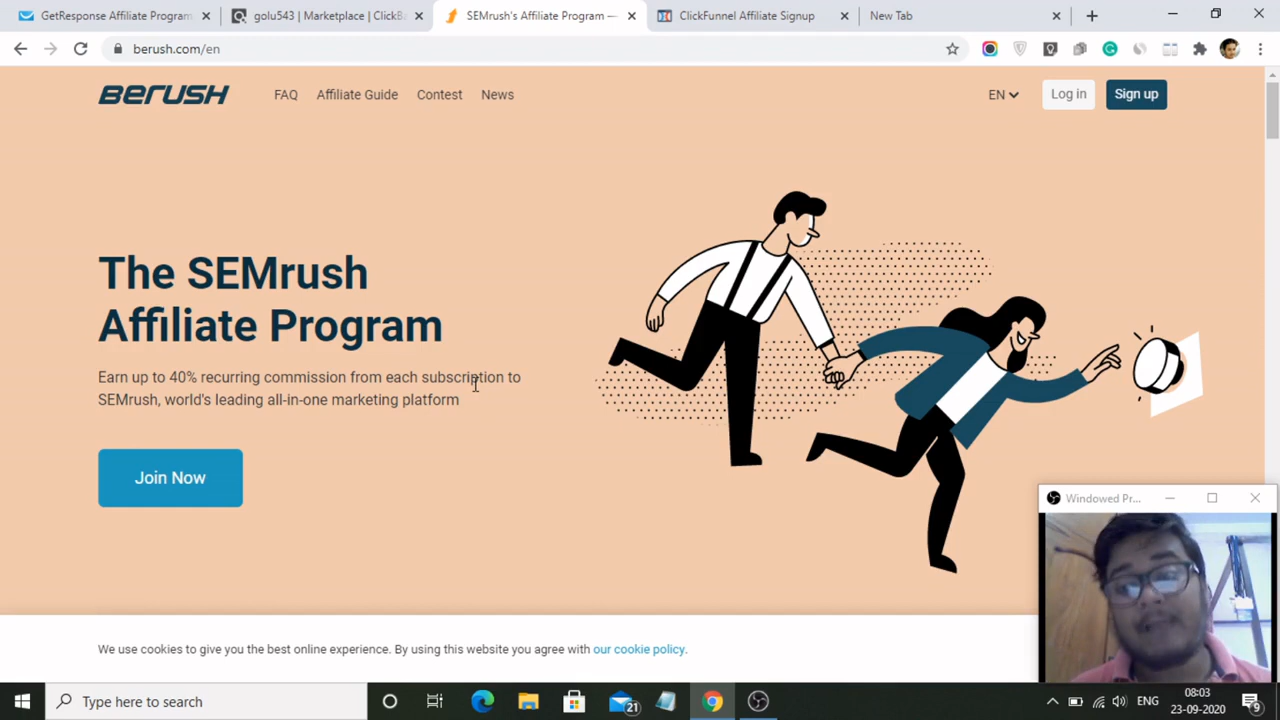 GetResponse Affiliate Program
golu543 | Marketplace | ClickBa
SEMrush's Affiliate Program —
ClickFunnel Affiliate Signup
New Tab
berush.com/en
BERUSH
FAQ
Affiliate Guide
Contest
News
EN
Log in
Sign up
The SEMrush
Affiliate Program
Earn up to 40% recurring commission from each subscription to
SEMrush, world's leading all-in-one marketing platform
Join Now
Windowed Pr...
We use cookies to give you the best online experience. By using this website you agree with our cookie policy.
Type here to search
21
ENG
08:03
23-09-2020
9